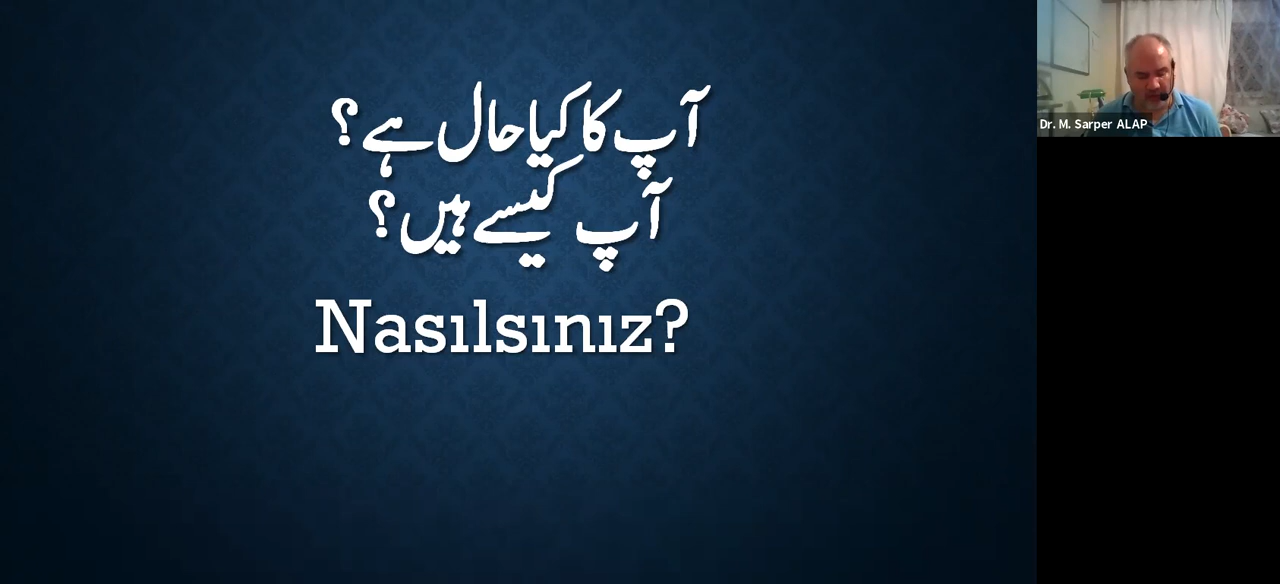 آپ کا کیا حال ہے؟
آپ کیسے ہیں؟
Nasılsınız?
Dr. M. Sarper ALAP